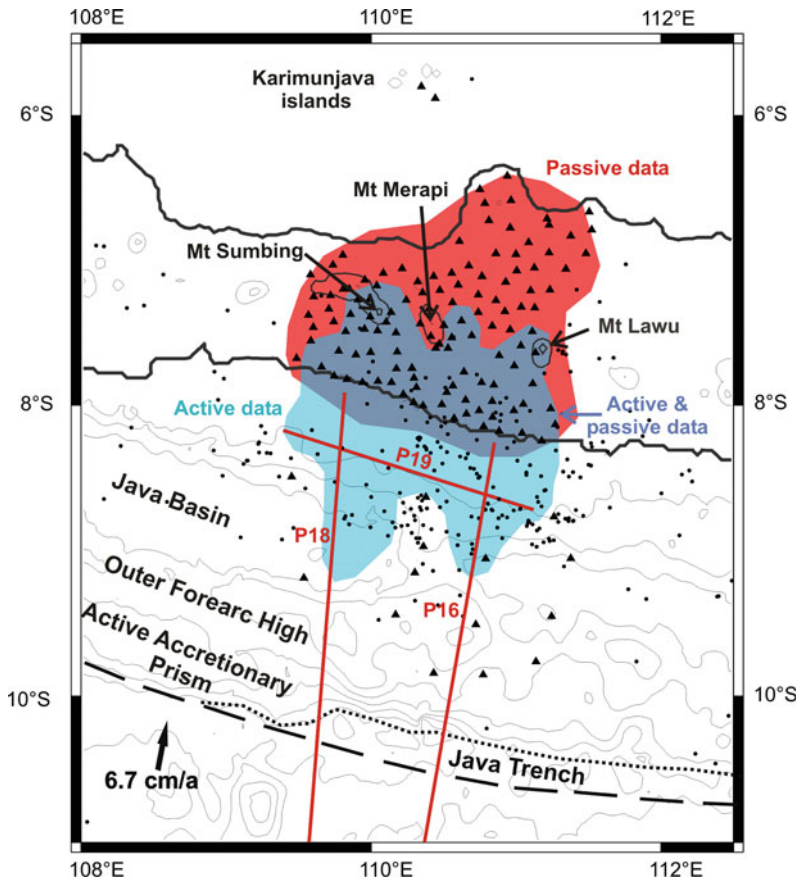 108°E 110°E 112°E
Karimunjava
islands
6°S 6°S
Passive data
Mt Merapi
Mt Sumbing
Mt Lawu
8°S 8°S
Active data
Active &
passive data
P19
Java Basin
P18
Outer Forearc High
P16
Active Accretionary
Prism
10°S 10°S
Java Trench
6.7 cm/a
108°E 110°E 112°E